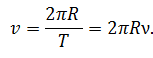 v = 2πR/T = 2πRν.